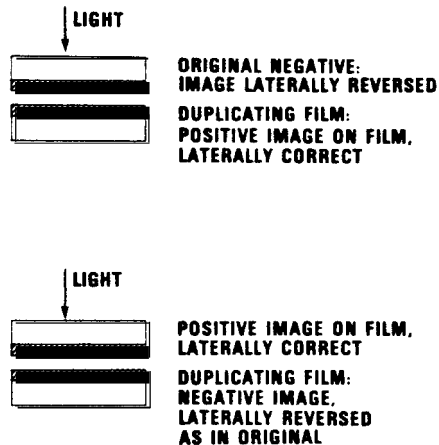 LIGHT
ORIGINAL NEGATIVE:
IMAGE LATERALLY REVERSED
DUPLICATING FILM:
POSITIVE IMAGE ON FILM,
LATERALLY CORRECT
LIGHT
POSITIVE IMAGE ON FILM,
LATERALLY CORRECT
DUPLICATING FILM:
NEGATIVE IMAGE,
LATERALLY REVERSED
AS IN ORIGINAL